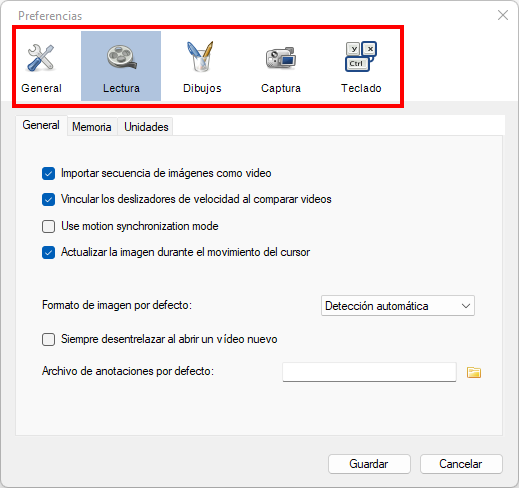 Preferencias
General Lectura Dibujos Captura Teclado
Y X
Ctrl
General Memoria Unidades
Importar secuencia de imágenes como video
Vincular los deslizadores de velocidad al comparar videos
Use motion synchronization mode
Actualizar la imagen durante el movimiento del cursor
Formato de imagen por defecto: Detección automática
Siempre desentrelazar al abrir un vídeo nuevo
Archivo de anotaciones por defecto:
Guardar Cancelar